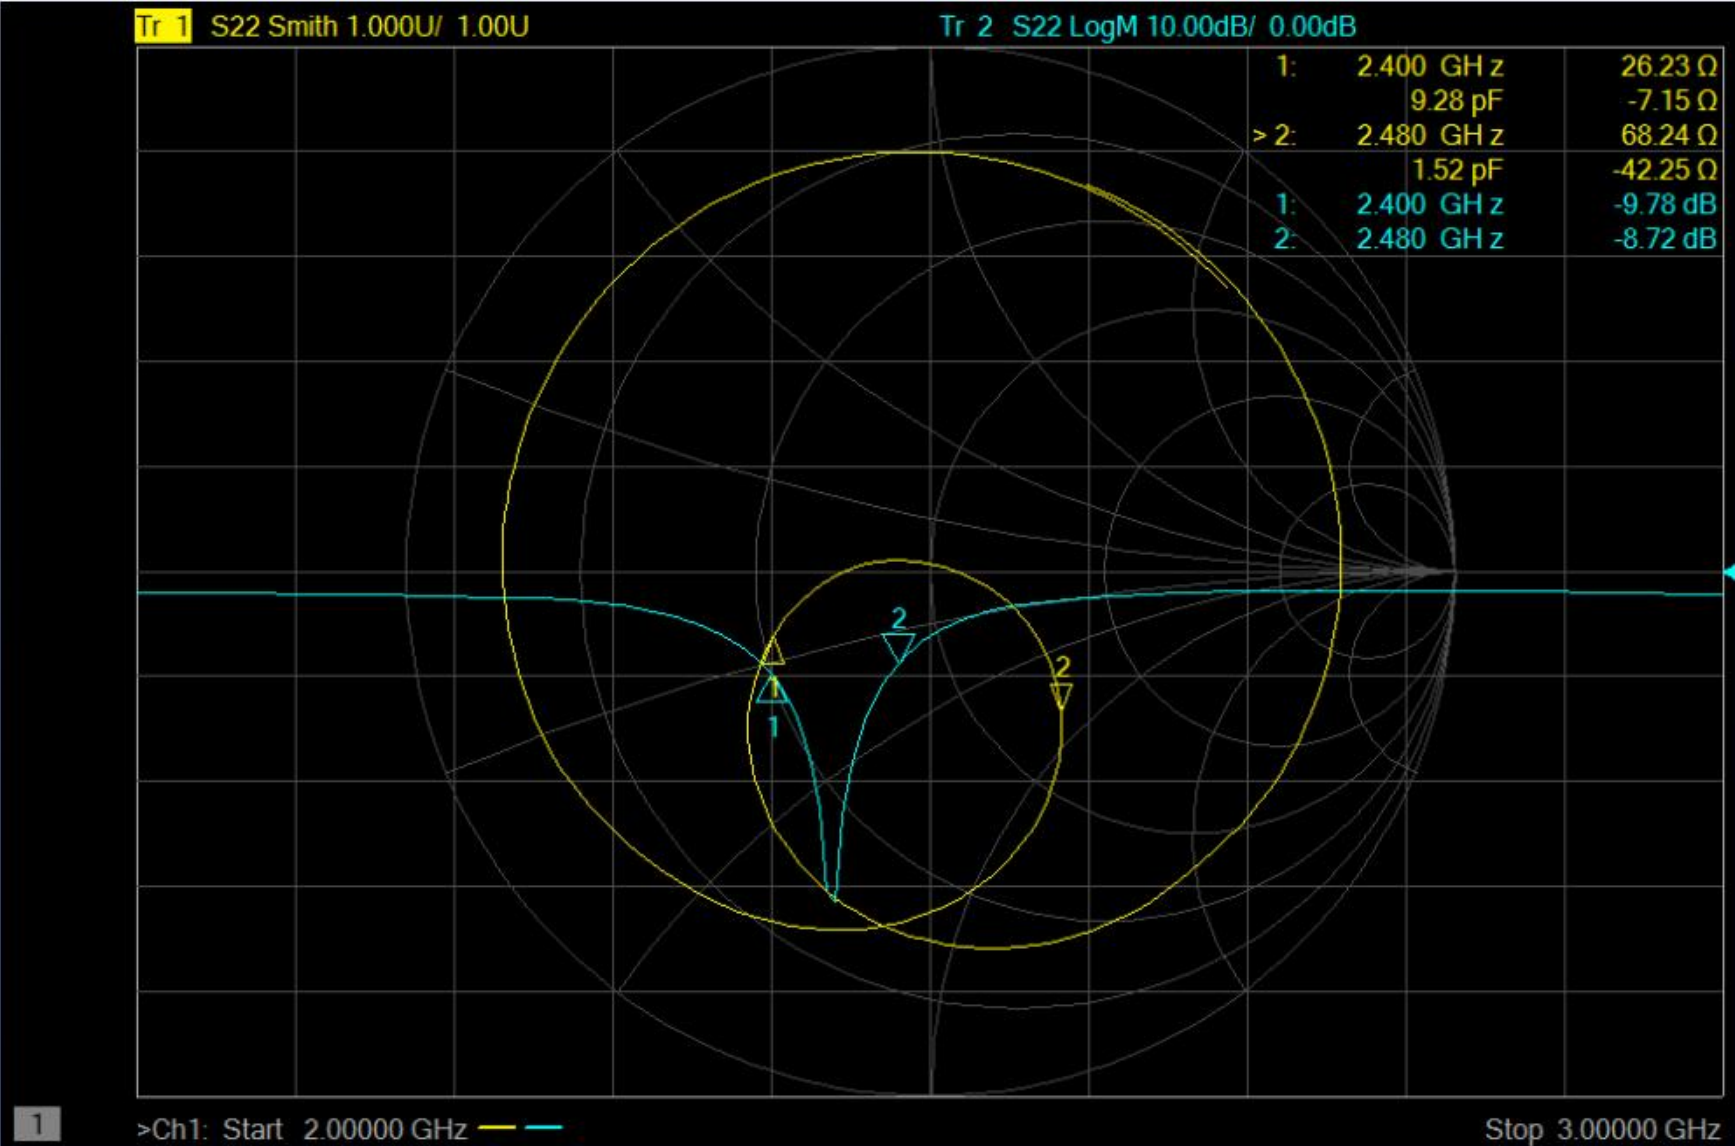 Tr 1 S22 Smith 1.000U/ 1.00U Tr 2 S22 LogM 10.00dB/ 0.00dB
1: 2.400 GHz 26.23 Ω
9.28 pF -7.15 Ω
>2: 2.480 GHz 68.24 Ω
1.52 pF -42.25 Ω
1: 2.400 GHz -9.78 dB
2: 2.480 GHz -8.72 dB
2
2
1
1
1 >Ch1: Start 2.00000 GHz Stop 3.00000 GHz